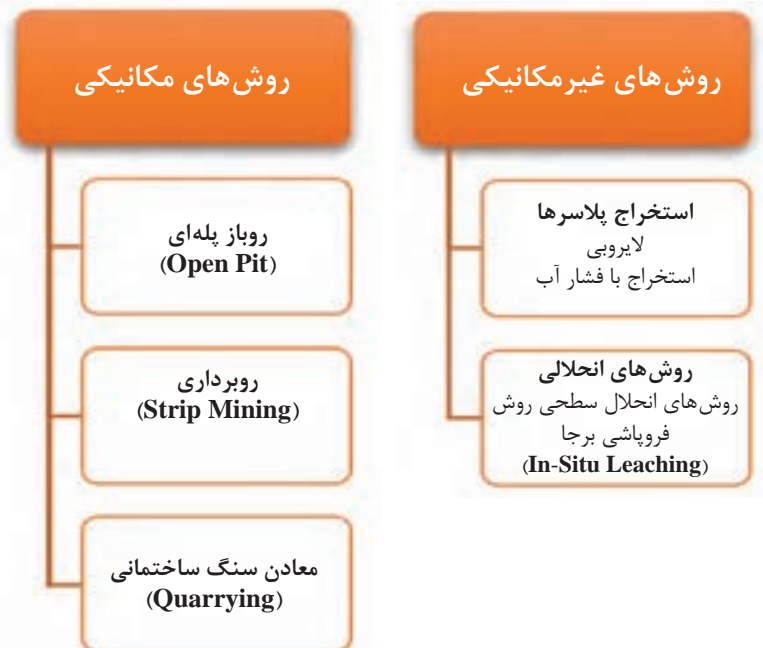 روش‌های غیرمکانیکی
استخراج پلاسرها
لایروبی
استخراج با فشار آب
روش‌های انحلالی
روش‌های انحلال سطحی روش
فروپاشی برجا
(In-Situ Leaching)
روش‌های مکانیکی
روباز پله‌ای
(Open Pit)
روبرداری
(Strip Mining)
معادن سنگ ساختمانی
(Quarrying)